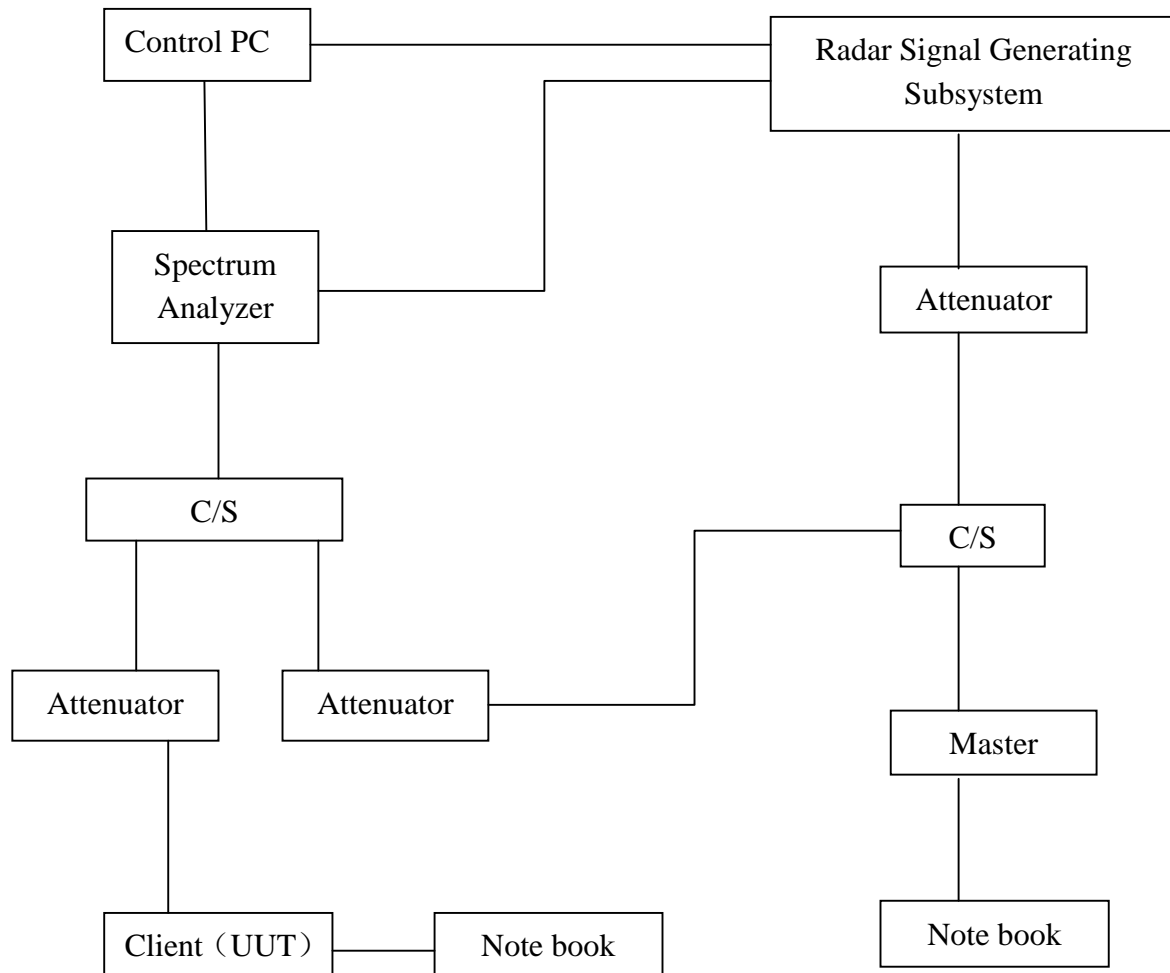 Control PC
Radar Signal Generating
Subsystem
Spectrum
Analyzer
Attenuator
C/S
C/S
Attenuator
Attenuator
Master
Client（UUT）
Note book
Note book